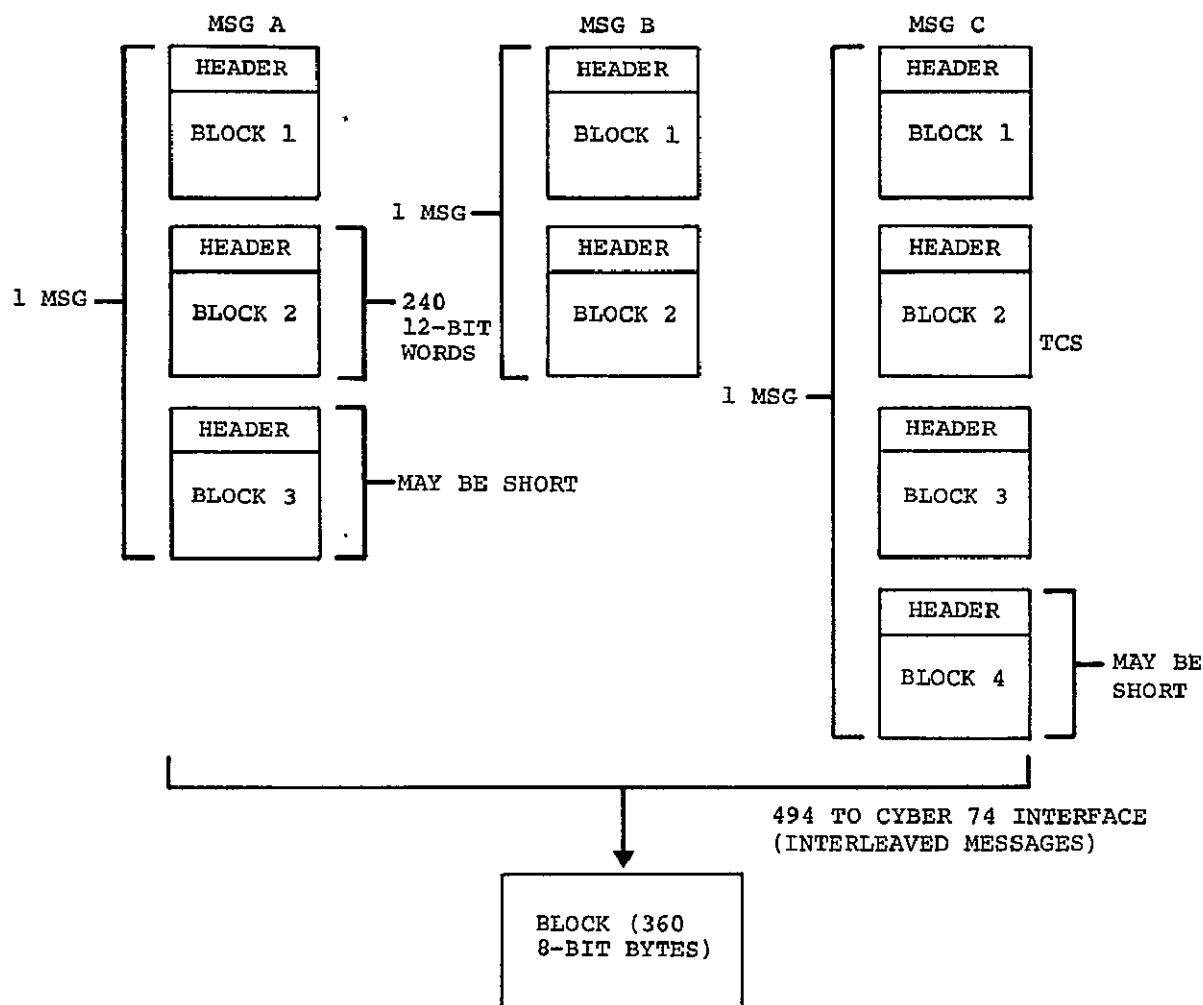 MSG A
HEADER
BLOCK 1
HEADER
BLOCK 2
HEADER
BLOCK 3
1 MSG
240
12-BIT
WORDS
MAY BE SHORT
MSG B
HEADER
BLOCK 1
HEADER
BLOCK 2
1 MSG
MSG C
HEADER
BLOCK 1
HEADER
BLOCK 2
TCS
HEADER
BLOCK 3
HEADER
BLOCK 4
1 MSG
MAY BE
SHORT
494 TO CYBER 74 INTERFACE
(INTERLEAVED MESSAGES)
BLOCK (360
8-BIT BYTES)